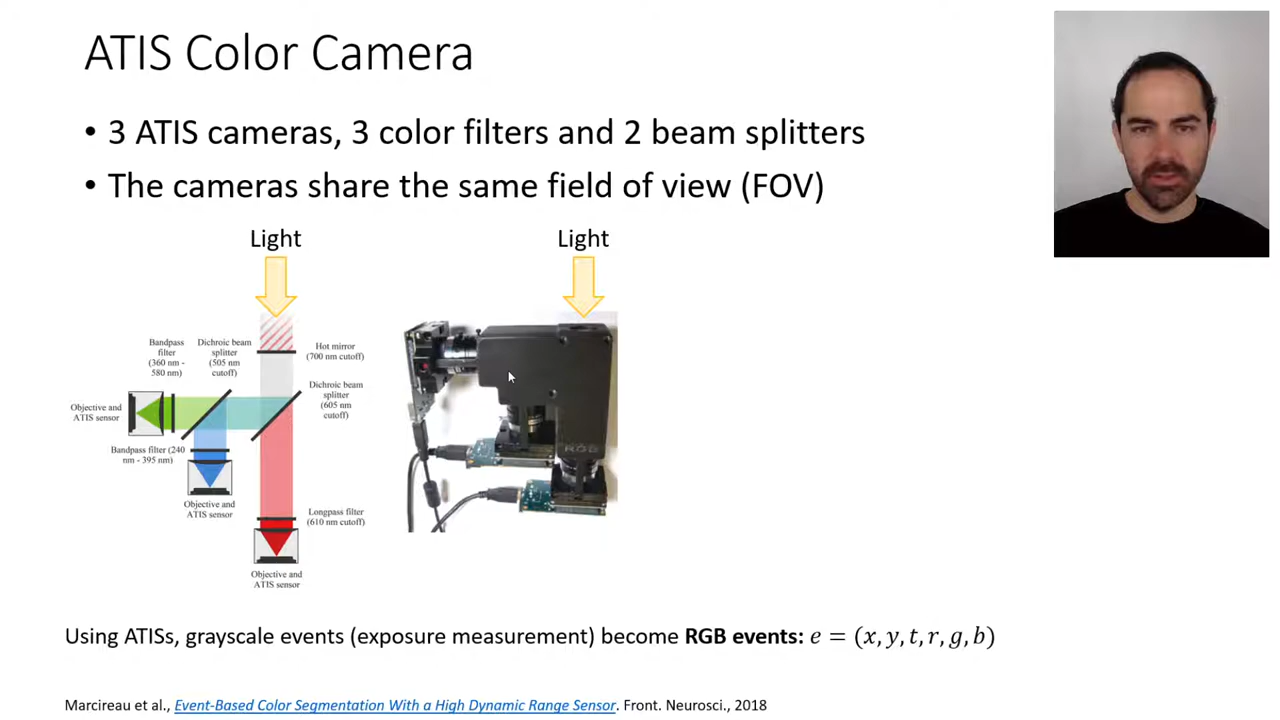 ATIS Color Camera
• 3 ATIS cameras, 3 color filters and 2 beam splitters
• The cameras share the same field of view (FOV)
Light
Light
Bandpass
filter
(360 nm -
580 nm)
Dichroic beam
splitter
(505 nm
cutoff)
Hot mirror
(700 nm cutoff)
Dichroic beam
splitter
(605 nm
cutoff)
Objective and
ATIS sensor
Bandpass filter (240
nm - 395 nm)
Objective and
ATIS sensor
Longpass filter
(610 nm cutoff)
Objective and
ATIS sensor
RGB
Using ATISs, grayscale events (exposure measurement) become RGB events: e = (x, y, t, r, g, b)
Marcireau et al., Event-Based Color Segmentation With a High Dynamic Range Sensor. Front. Neurosci., 2018